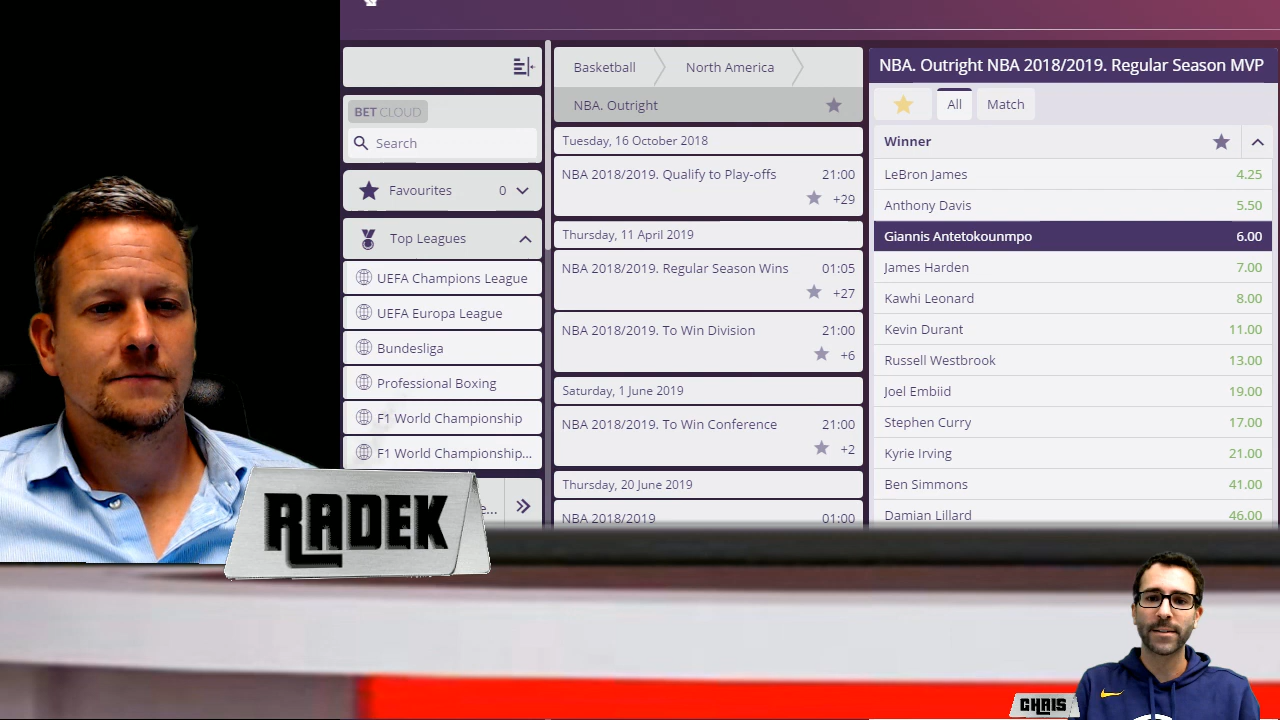 BET CLOUD
Search
Favourites 0
Top Leagues
UEFA Champions League
UEFA Europa League
Bundesliga
Professional Boxing
F1 World Championship
F1 World Championship...
Basketball
North America
NBA. Outright
Tuesday, 16 October 2018
NBA 2018/2019. Qualify to Play-offs 21:00
+29
Thursday, 11 April 2019
NBA 2018/2019. Regular Season Wins 01:05
+27
NBA 2018/2019. To Win Division 21:00
+6
Saturday, 1 June 2019
NBA 2018/2019. To Win Conference 21:00
+2
Thursday, 20 June 2019
NBA 2018/2019 01:00
NBA. Outright NBA 2018/2019. Regular Season MVP
All Match
Winner
LeBron James 4.25
Anthony Davis 5.50
Giannis Antetokounmpo 6.00
James Harden 7.00
Kawhi Leonard 8.00
Kevin Durant 11.00
Russell Westbrook 13.00
Joel Embiid 19.00
Stephen Curry 17.00
Kyrie Irving 21.00
Ben Simmons 41.00
Damian Lillard 46.00
RADEK
CHRIS